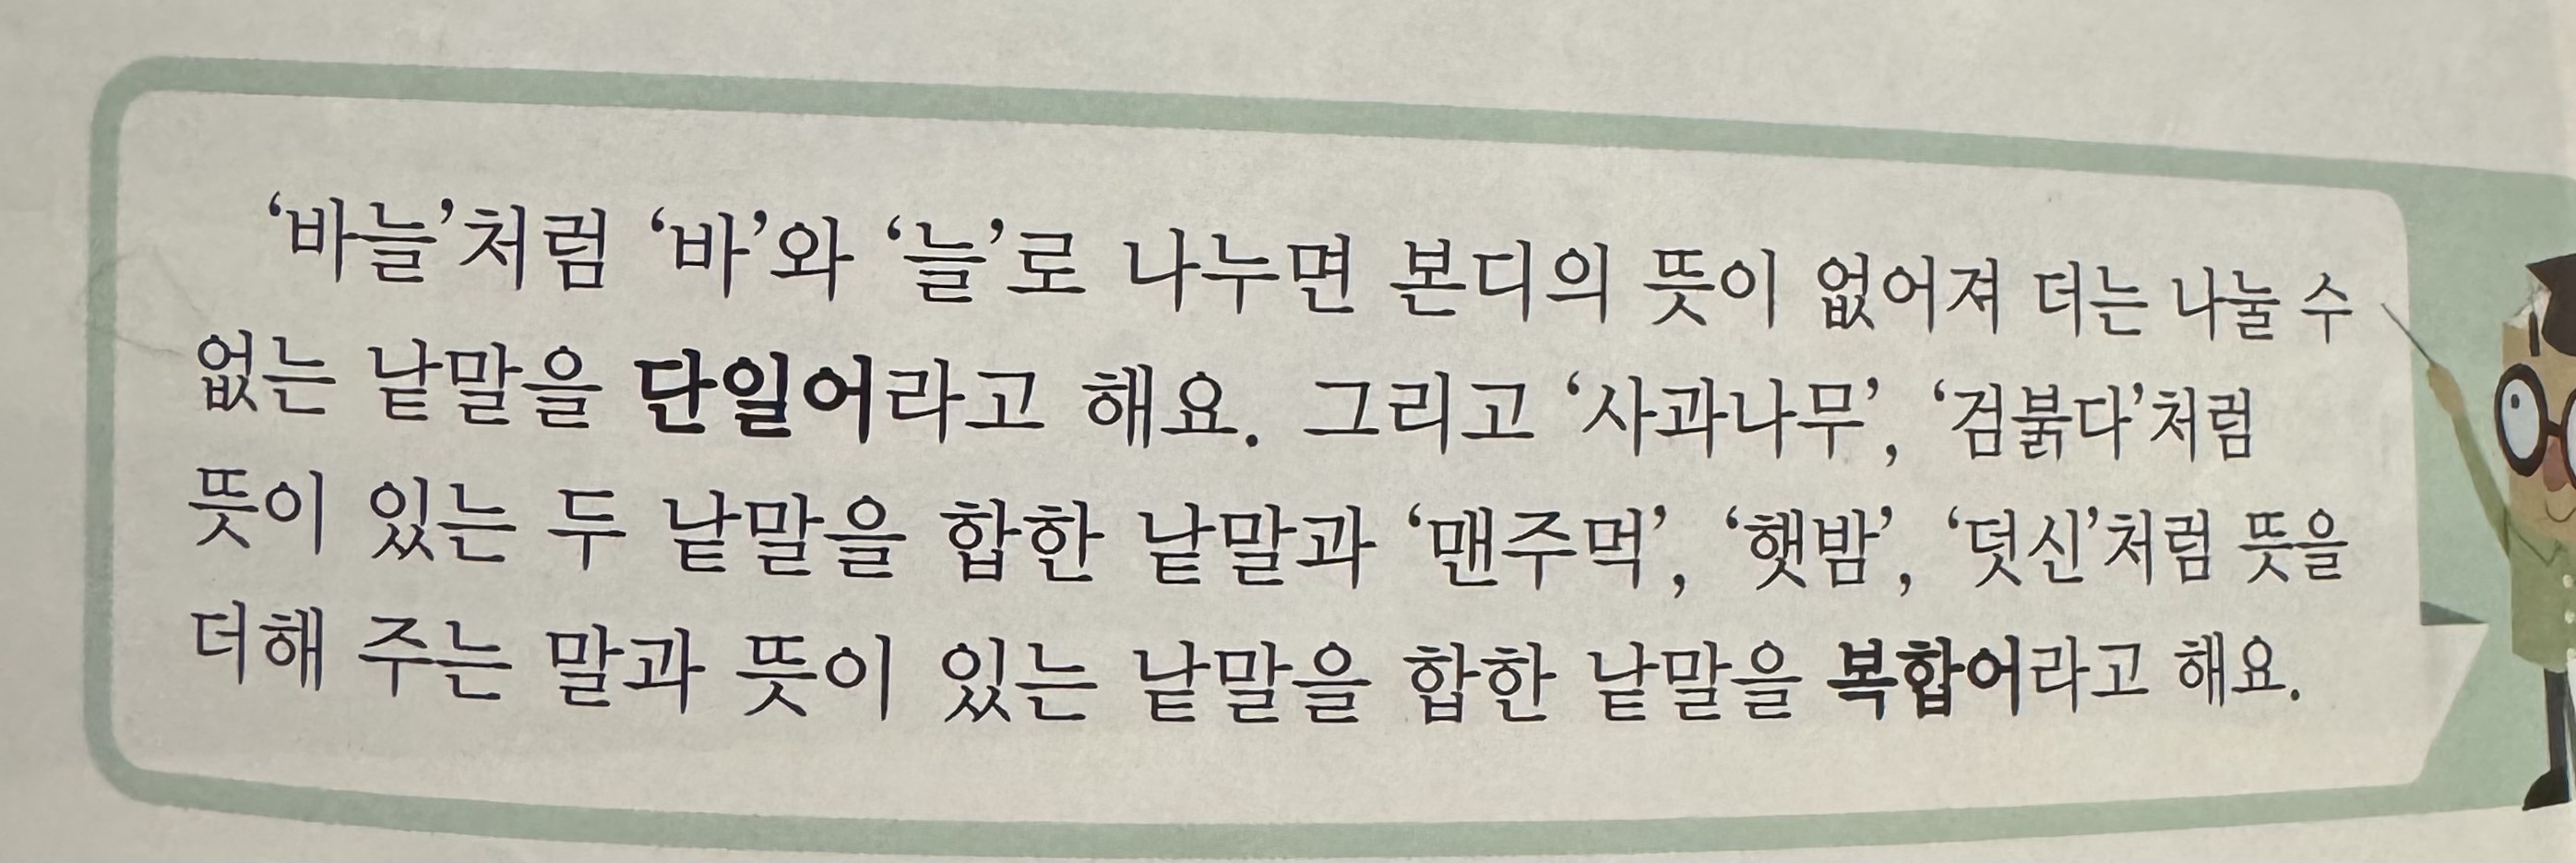 ‘바늘’처럼 ‘바’와 ‘늘’로 나누면 본디의 뜻이 없어져 더는 나눌 수
없는 낱말을 단일어라고 해요. 그리고 ‘사과나무’, ‘검붉다’처럼
뜻이 있는 두 낱말을 합한 낱말과 ‘맨주먹’, ‘햇밤’, ‘덧신’처럼 뜻을
더해 주는 말과 뜻이 있는 낱말을 합한 낱말을 복합어라고 해요.